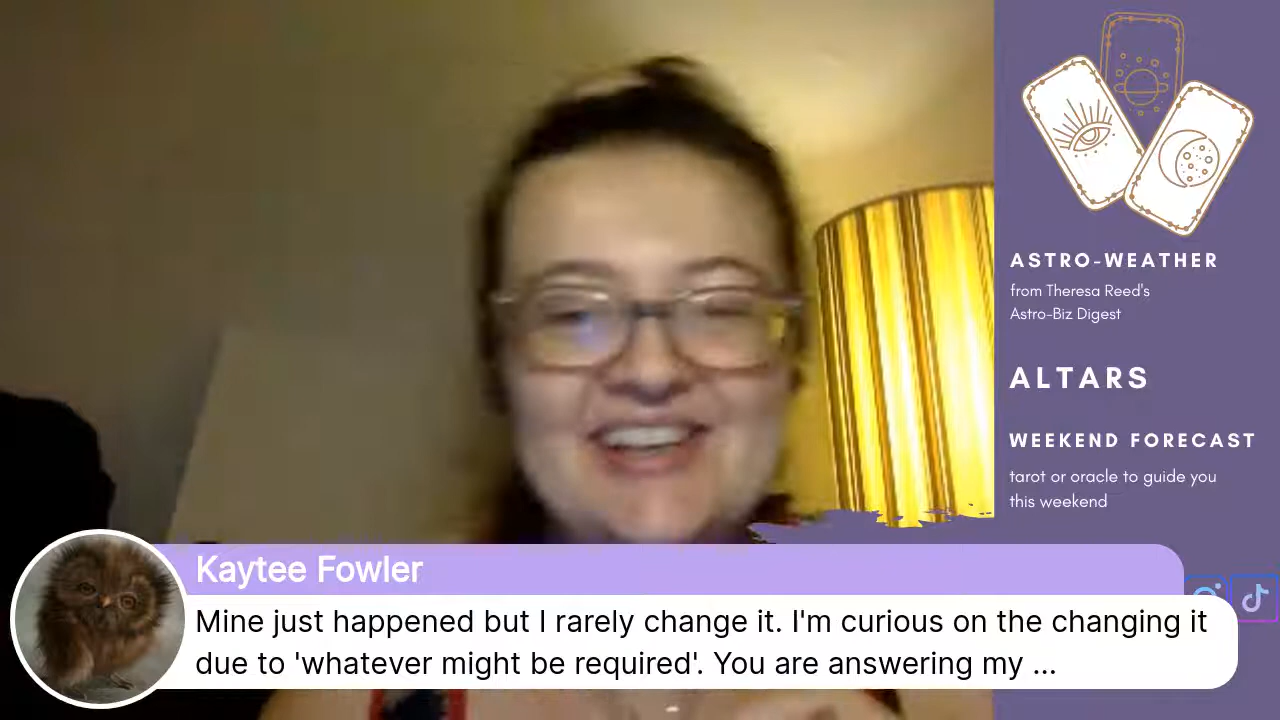 ASTRO-WEATHER
from Theresa Reed's
Astro-Biz Digest
ALTARS
WEEKEND FORECAST
tarot or oracle to guide you
this weekend
Kaytee Fowler
Mine just happened but I rarely change it. I'm curious on the changing it
due to 'whatever might be required'. You are answering my ...